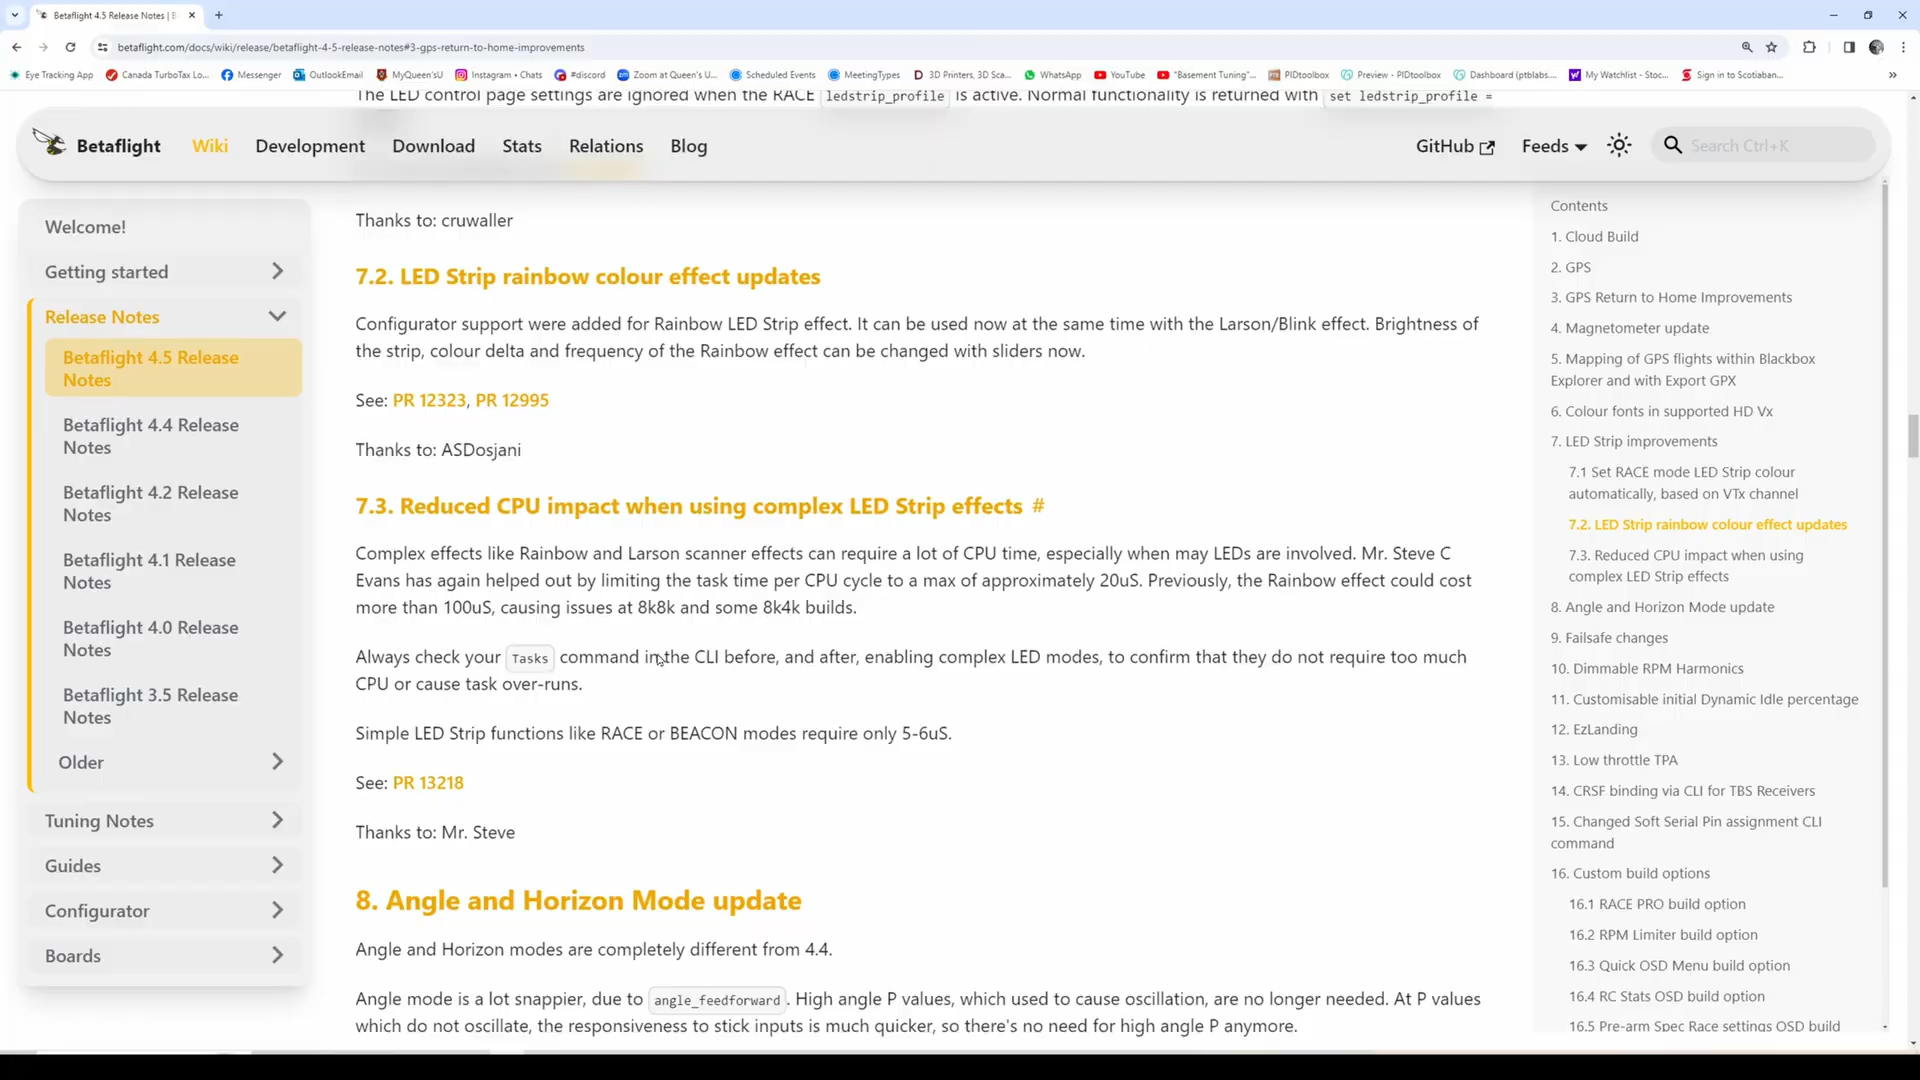 Betaflight 4.5 Release Notes | B
betaflight.com/docs/wiki/release/betaflight-4-5-release-notes#3-gps-return-to-home-improvements
Eye Tracking App
Canada TurboTax Lo...
Messenger
OutlookEmail
MyQueen'sU
Instagram • Chats
#discord
Zoom at Queen's U...
Scheduled Events
MeetingTypes
3D Printers, 3D Sca...
WhatsApp
YouTube
"Basement Tuning"...
PIDtoolbox
Preview - PIDtoolbox
Dashboard (ptblabs....
My Watchlist - Stoc...
Sign in to Scotiaban...
The LED control page settings are ignored when the RACE ledstrip_profile is active. Normal functionality is returned with set ledstrip_profile =
Betaflight
Wiki
Development
Download
Stats
Relations
Blog
GitHub
Feeds
Search Ctrl+K
Welcome!
Getting started
Release Notes
Betaflight 4.5 Release
Notes
Betaflight 4.4 Release
Notes
Betaflight 4.2 Release
Notes
Betaflight 4.1 Release
Notes
Betaflight 4.0 Release
Notes
Betaflight 3.5 Release
Notes
Older
Tuning Notes
Guides
Configurator
Boards
Thanks to: cruwaller
7.2. LED Strip rainbow colour effect updates
Configurator support were added for Rainbow LED Strip effect. It can be used now at the same time with the Larson/Blink effect. Brightness of
the strip, colour delta and frequency of the Rainbow effect can be changed with sliders now.
See: PR 12323, PR 12995
Thanks to: ASDosjani
7.3. Reduced CPU impact when using complex LED Strip effects #
Complex effects like Rainbow and Larson scanner effects can require a lot of CPU time, especially when may LEDs are involved. Mr. Steve C
Evans has again helped out by limiting the task time per CPU cycle to a max of approximately 20uS. Previously, the Rainbow effect could cost
more than 100uS, causing issues at 8k8k and some 8k4k builds.
Always check your Tasks command in the CLI before, and after, enabling complex LED modes, to confirm that they do not require too much
CPU or cause task over-runs.
Simple LED Strip functions like RACE or BEACON modes require only 5-6uS.
See: PR 13218
Thanks to: Mr. Steve
8. Angle and Horizon Mode update
Angle and Horizon modes are completely different from 4.4.
Angle mode is a lot snappier, due to angle_feedforward. High angle P values, which used to cause oscillation, are no longer needed. At P values
which do not oscillate, the responsiveness to stick inputs is much quicker, so there's no need for high angle P anymore.
Contents
1. Cloud Build
2. GPS
3. GPS Return to Home Improvements
4. Magnetometer update
5. Mapping of GPS flights within Blackbox
Explorer and with Export GPX
6. Colour fonts in supported HD Vx
7. LED Strip improvements
7.1 Set RACE mode LED Strip colour
automatically, based on VTx channel
7.2. LED Strip rainbow colour effect updates
7.3. Reduced CPU impact when using
complex LED Strip effects
8. Angle and Horizon Mode update
9. Failsafe changes
10. Dimmable RPM Harmonics
11. Customisable initial Dynamic Idle percentage
12. EzLanding
13. Low throttle TPA
14. CRSF binding via CLI for TBS Receivers
15. Changed Soft Serial Pin assignment CLI
command
16. Custom build options
16.1 RACE PRO build option
16.2 RPM Limiter build option
16.3 Quick OSD Menu build option
16.4 RC Stats OSD build option
16.5 Pre-arm Spec Race settings OSD build